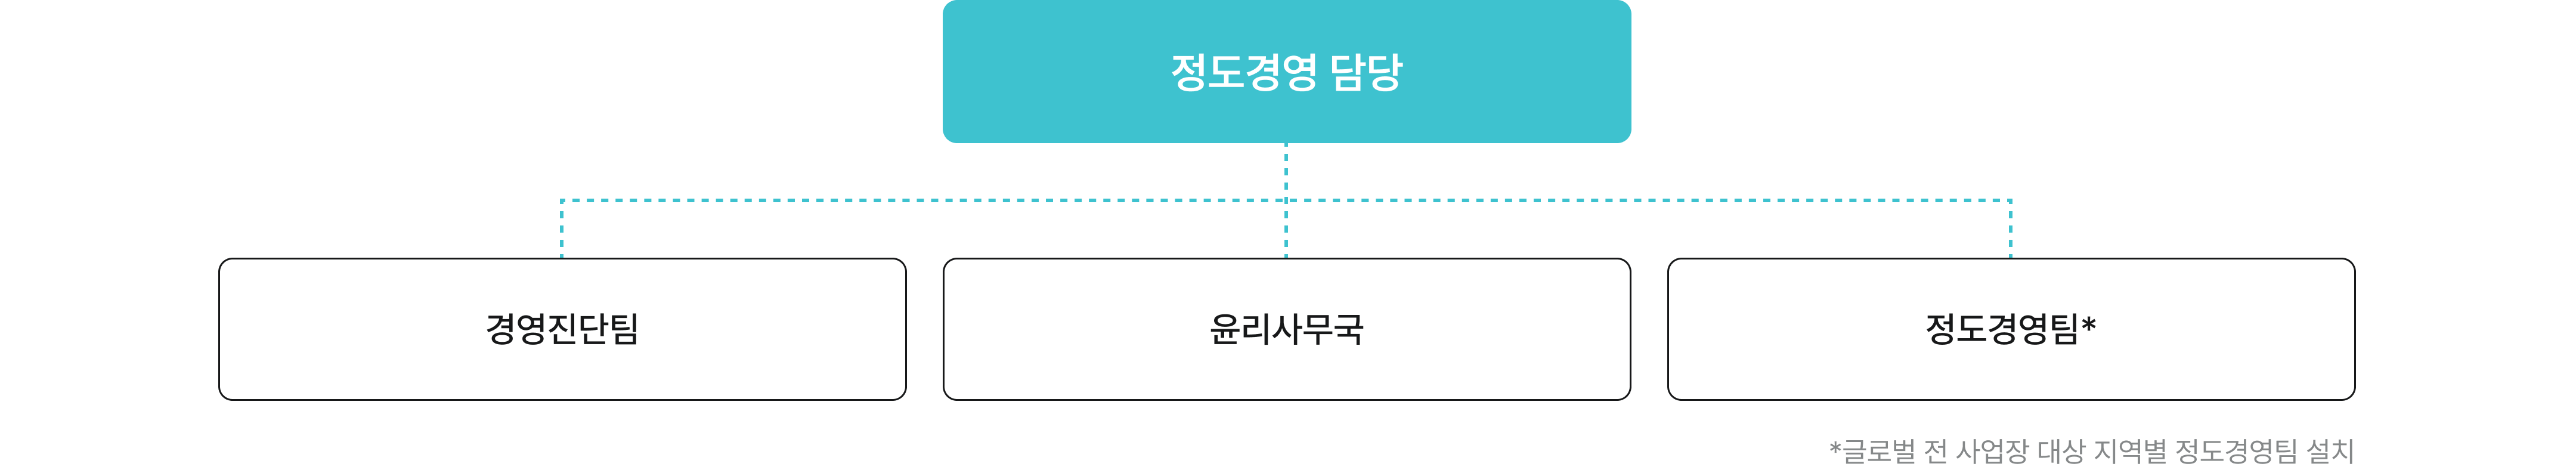 정도경영 담당
경영진단팀
윤리사무국
정도경영팀*
*글로벌 전 사업장 대상 지역별 정도경영팀 설치